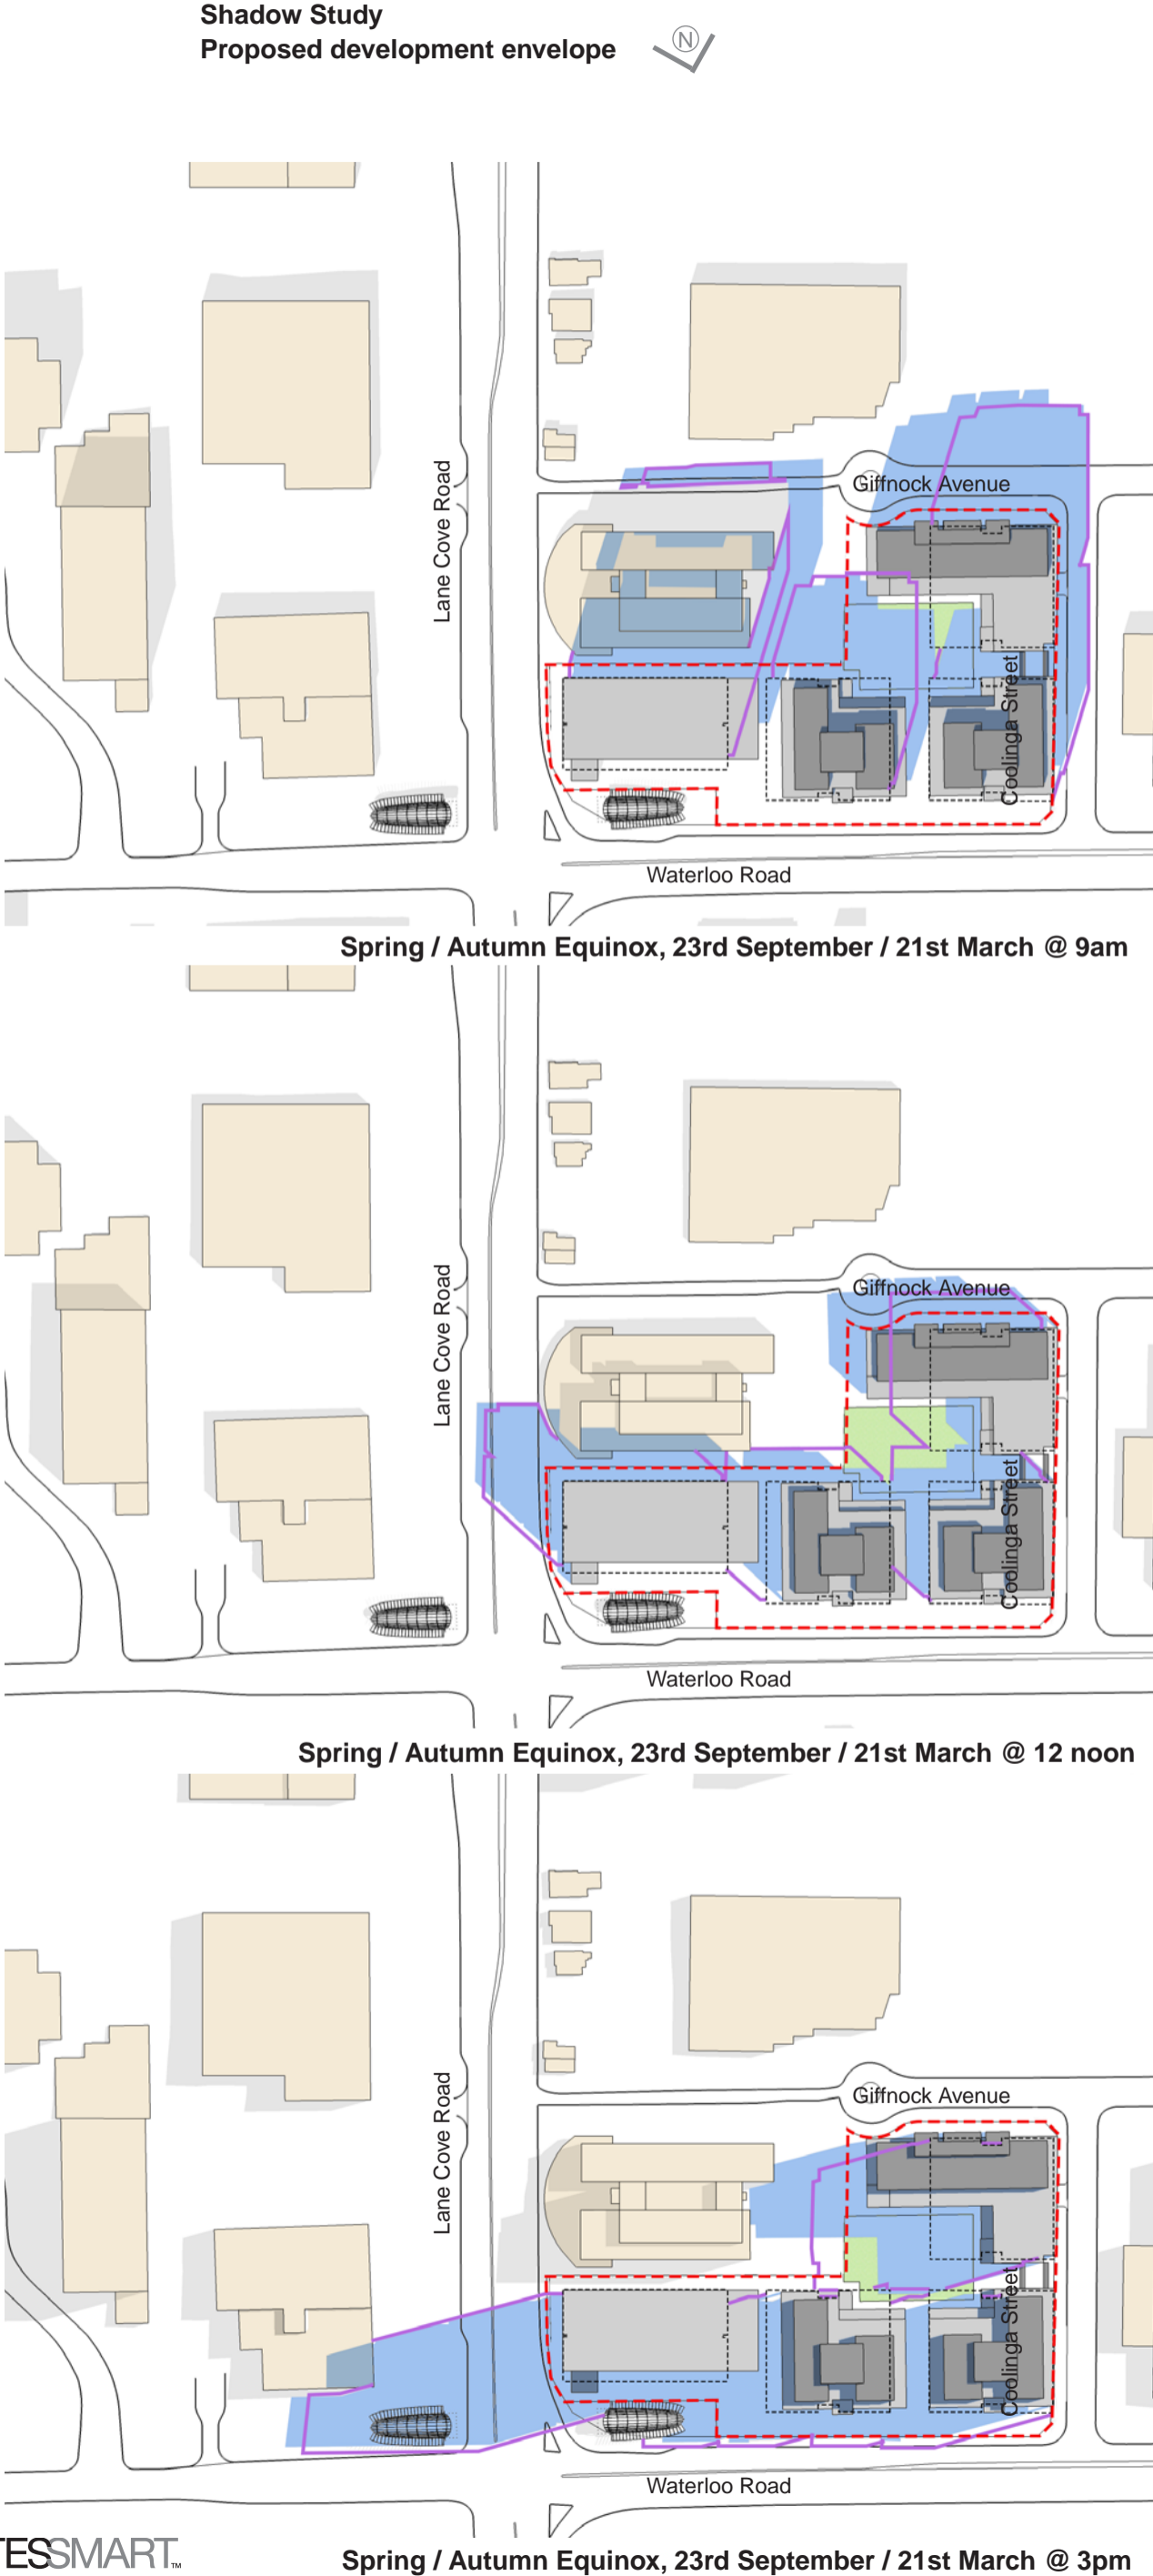 Shadow Study
Proposed development envelope
N
Lane Cove Road
Giffnock Avenue
Coolinga Street
Waterloo Road
Spring / Autumn Equinox, 23rd September / 21st March @ 9am
Lane Cove Road
Giffnock Avenue
Coolinga Street
Waterloo Road
Spring / Autumn Equinox, 23rd September / 21st March @ 12 noon
Lane Cove Road
Giffnock Avenue
Coolinga Street
Waterloo Road
TESSMART™
Spring / Autumn Equinox, 23rd September / 21st March @ 3pm